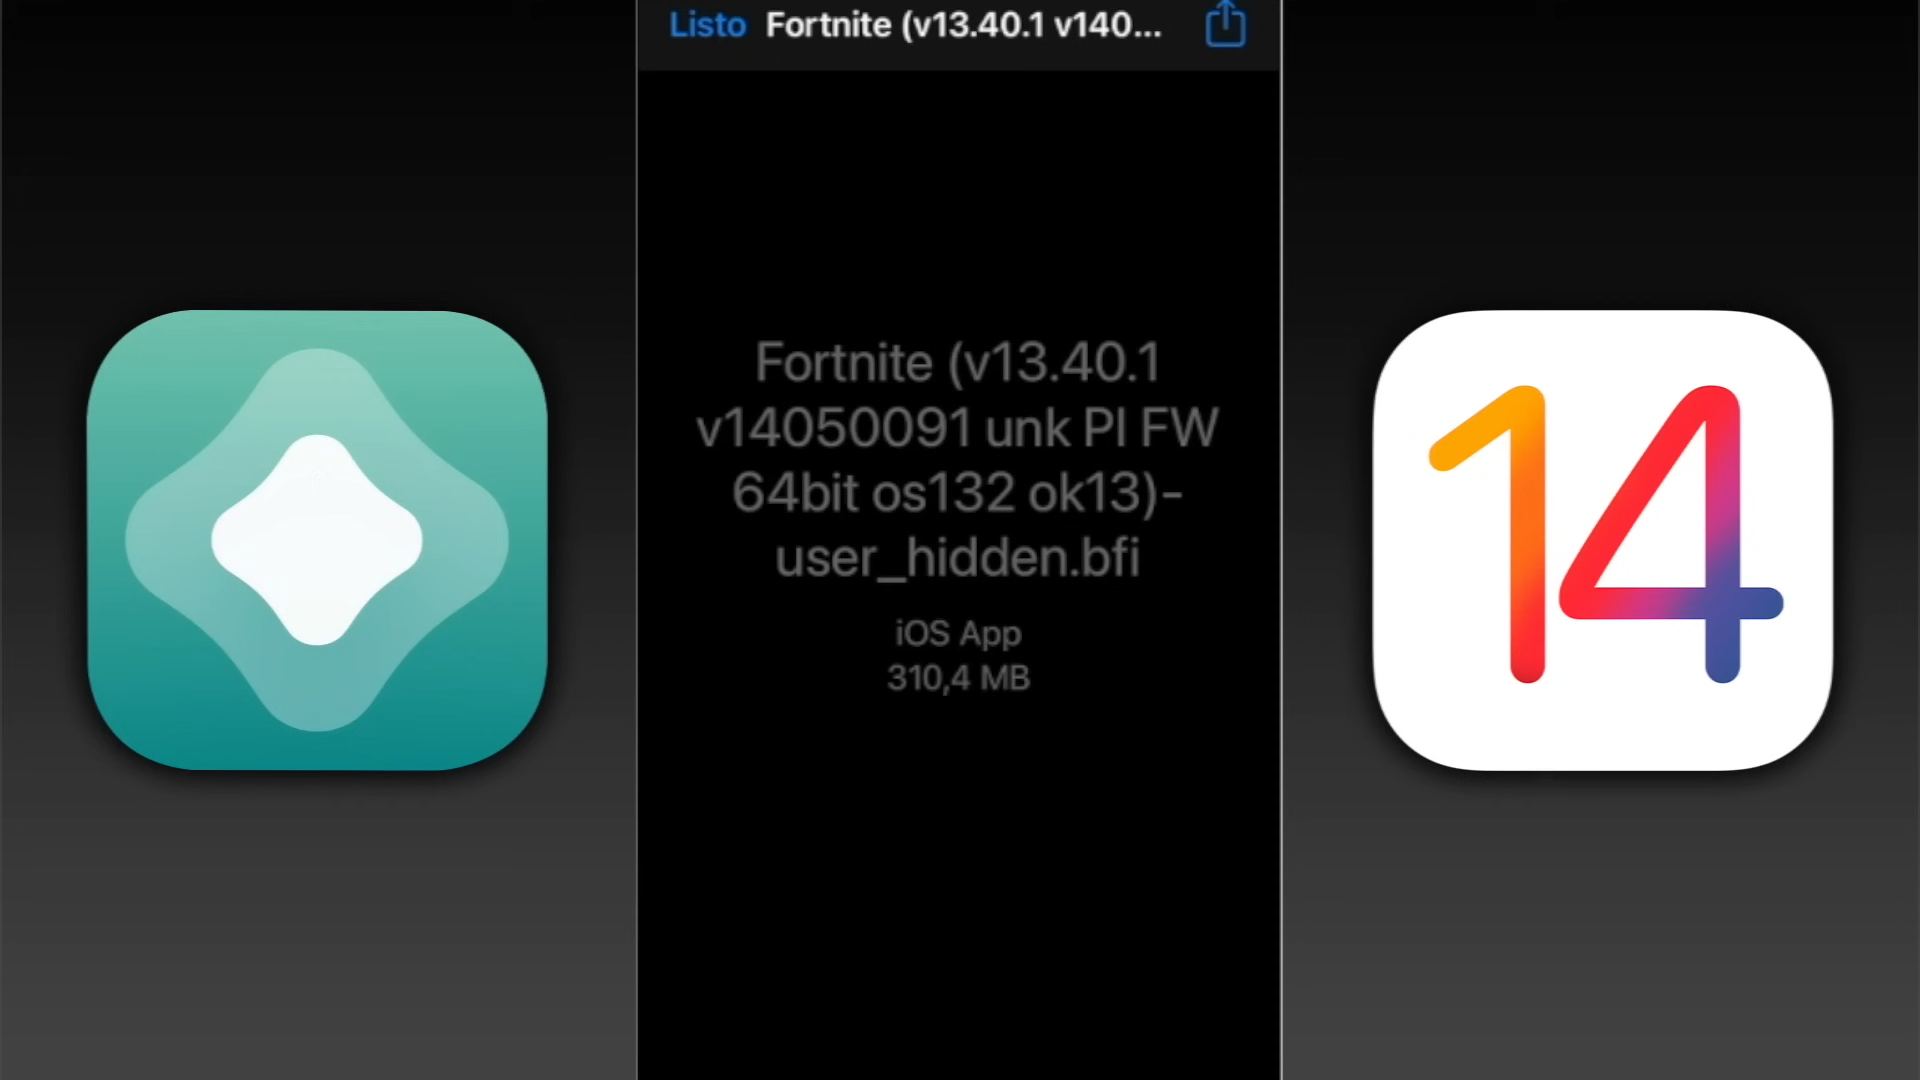 Listo Fortnite (v13.40.1 v140...
Fortnite (v13.40.1
v14050091 unk PI FW
64bit os132 ok13)-
user_hidden.bfi
iOS App
310,4 MB
14